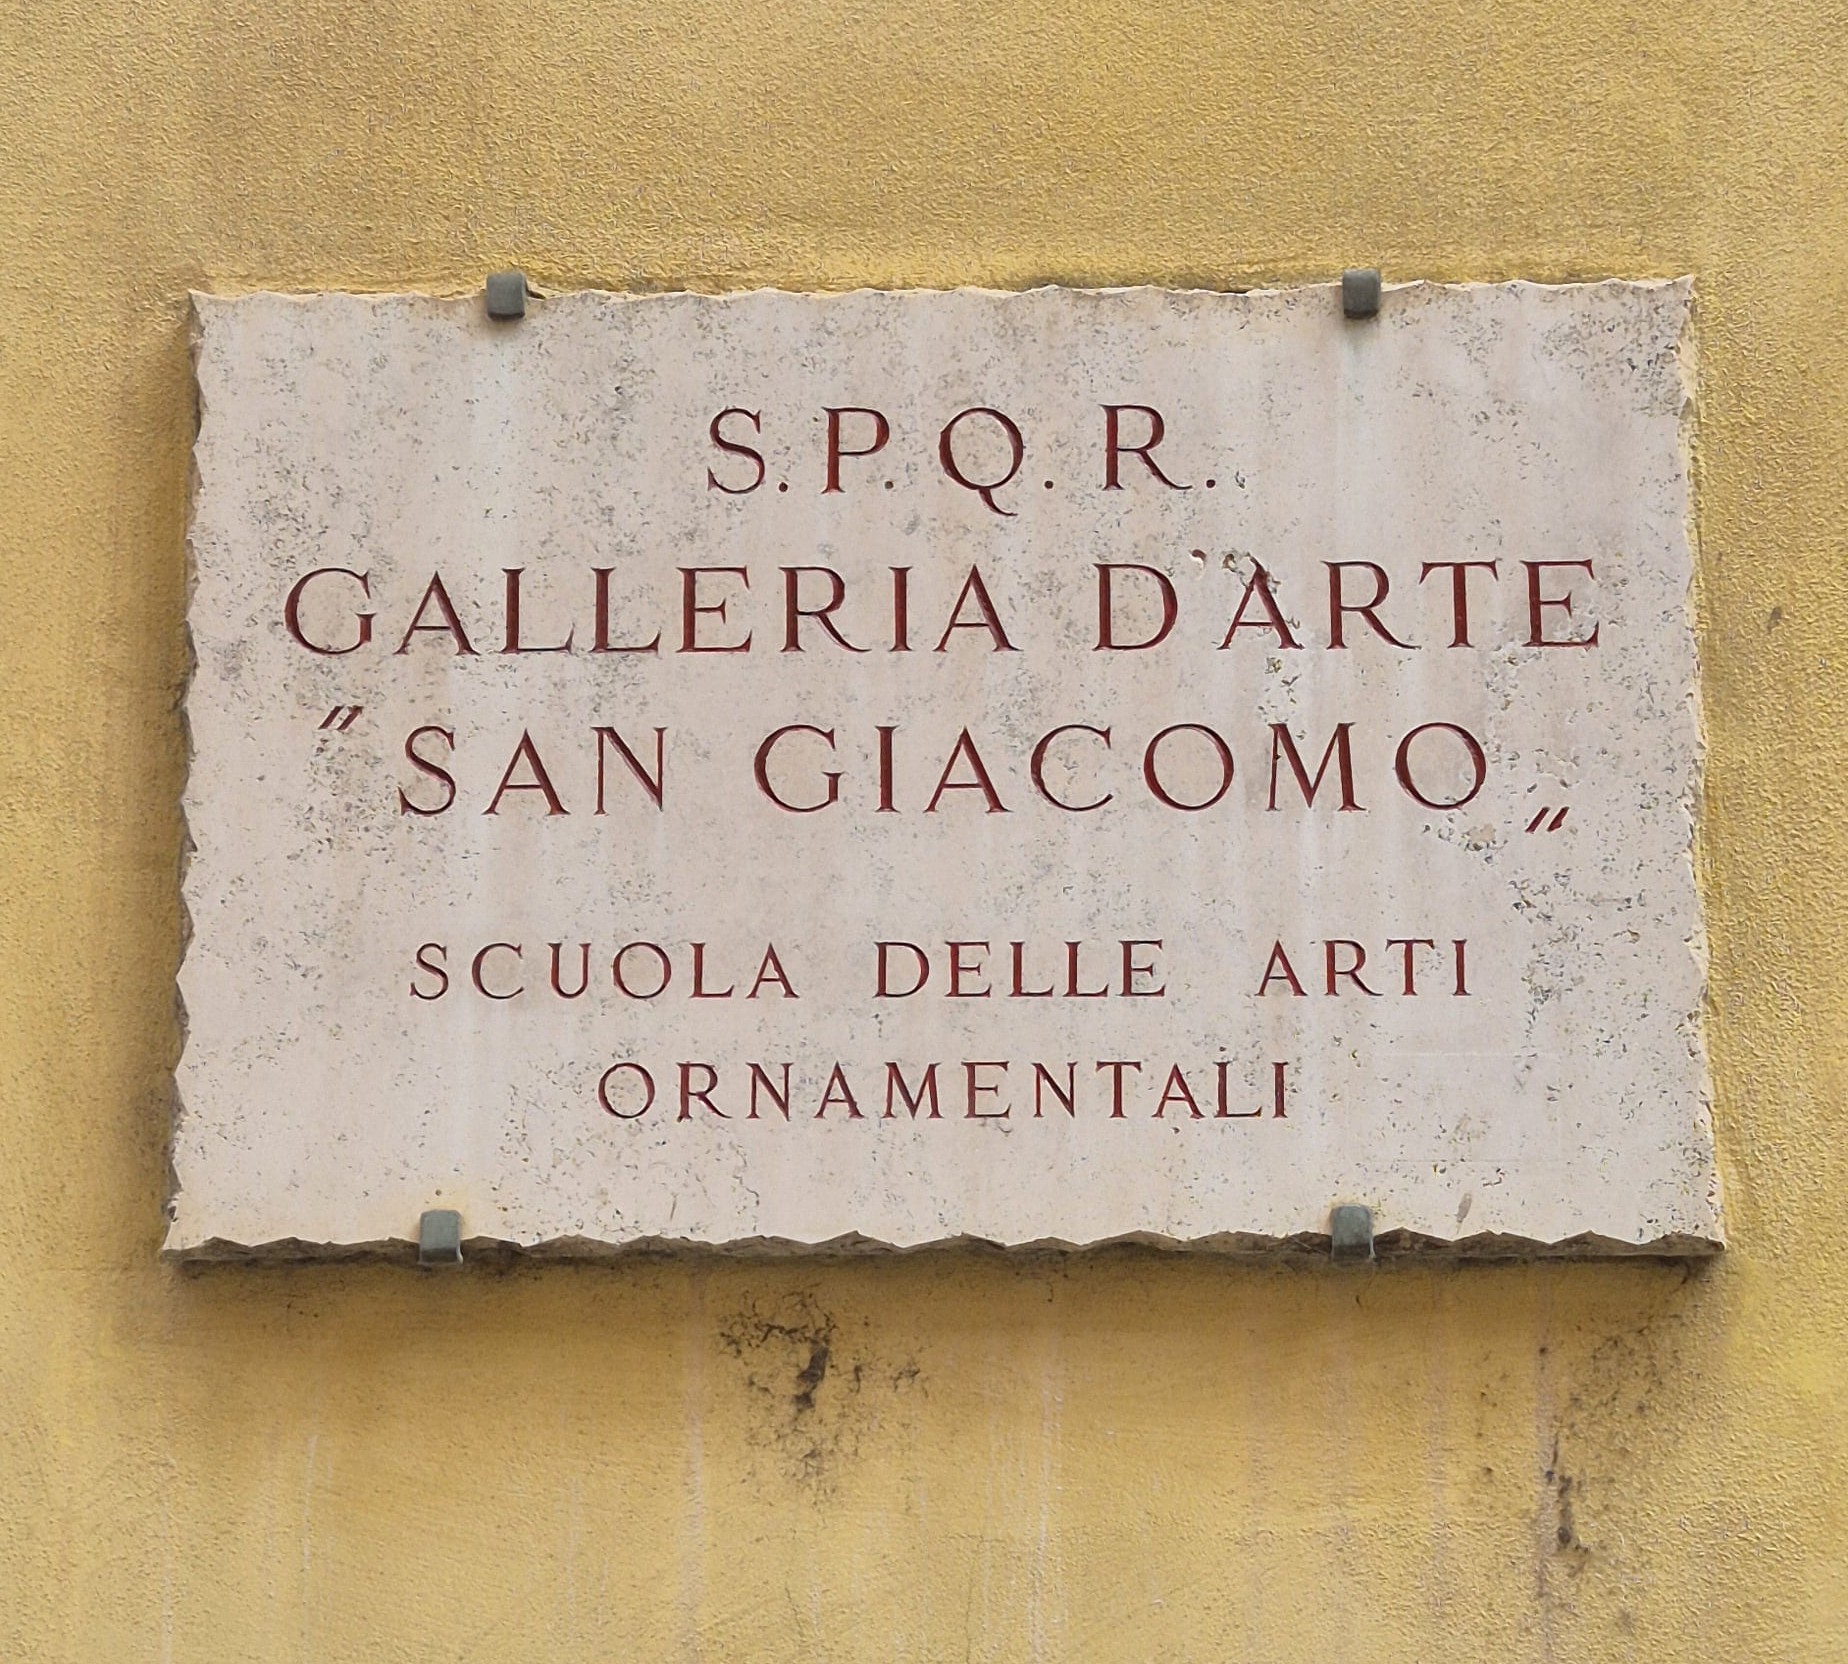 S.P.Q.R.
GALLERIA D'ARTE
"SAN GIACOMO„
SCUOLA DELLE ARTI
ORNAMENTALI